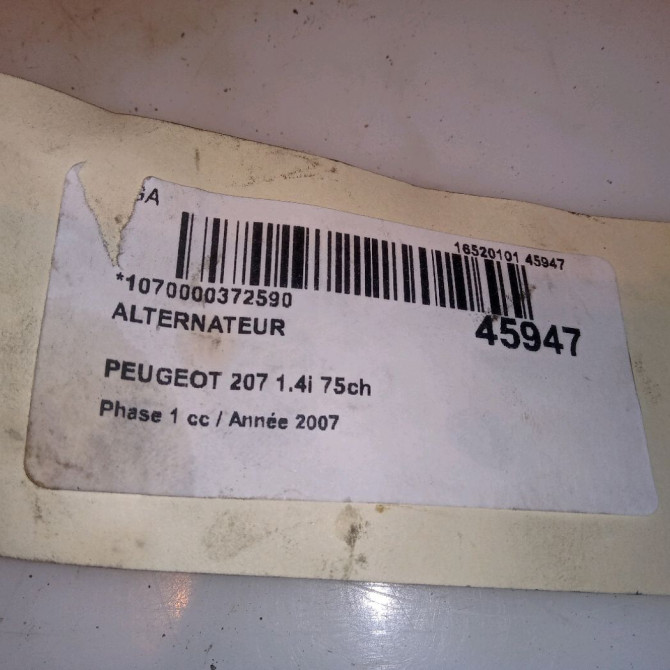 16520101 45947
*1070000372590
ALTERNATEUR
45947
PEUGEOT 207 1.4i 75ch
Phase 1 cc / Année 2007